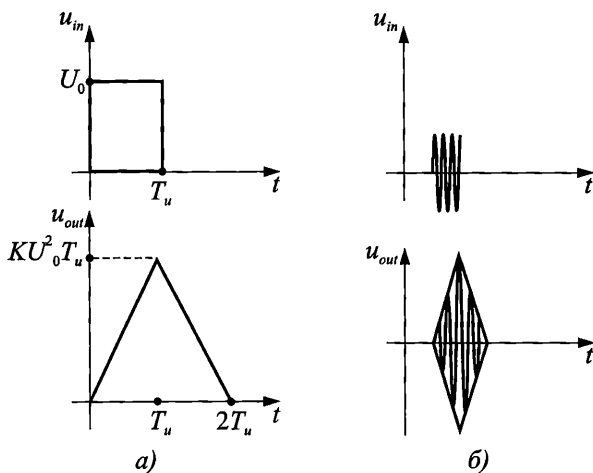 u_in
U_0
T_u
t
u_out
KU^2_0T_u
T_u
2T_u
t
а)
u_in
t
u_out
t
б)